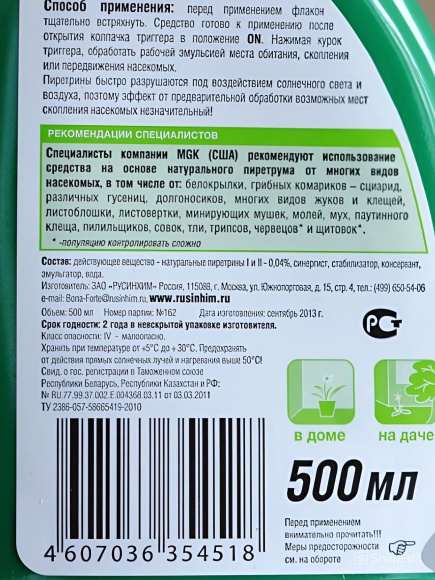 Способ применения: перед применением флакон
тщательно встряхнуть. Средство готово к применению после
открытия колпачка триггера в положение ON. Нажимая курок
триггера, обработать рабочей эмульсией места обитания, скопления
или передвижения насекомых.
Пиретрины быстро разрушаются под воздействием солнечного света и
воздуха, поэтому эффект от предварительной обработки возможных мест
скопления насекомых незначительный!
РЕКОМЕНДАЦИИ СПЕЦИАЛИСТОВ
Специалисты компании MGK (США) рекомендуют использование
средства на основе натурального пиретрума от многих видов
насекомых, в том числе от: белокрылки, грибных комариков – сциарид,
различных гусениц, долгоносиков, многих видов жуков и клещей,
листоблошки, листовертки, минирующих мушек, молей, мух, паутинного
клеща, пилильщиков, совок, тли, трипсов, червецов* и щитовок*.
* -популяцию контролировать сложно
Состав: действующее вещество - натуральные пиретрины I и II - 0,04%, синергист, стабилизатор, консервант,
эмульгатор, вода.
Изготовитель: ЗАО «РУСИНХИМ» Россия, 115088, г. Москва, ул. Южнопортовая, д. 15, стр. 4, тел.: (499) 650-54-06
e-mail: Bona-Forte@rusinhim.ru, www.rusinhim.ru
Объем: 500 мл Номер партии: №162 Дата изготовления: сентябрь 2013 г.
Срок годности: 2 года в невскрытой упаковке изготовителя.
Класс опасности: IV – малоопасно.
Хранить при температуре от +5°С до +30°С. Предохранять
от действия прямых солнечных лучей и нагревания выше 50°С!
Свид. о гос. регистрации в Таможенном союзе
Республики Беларусь, Республики Казахстан и РФ:
№ RU.77.99.37.002.Е.004368.03.11 от 03.03.2011
ТУ 2386-057-58665419-2010
РСТ
в доме
на даче
500 мл
4 607036 354518
Перед применением
внимательно прочитать!!!
Меры предосторожности
см. на обороте